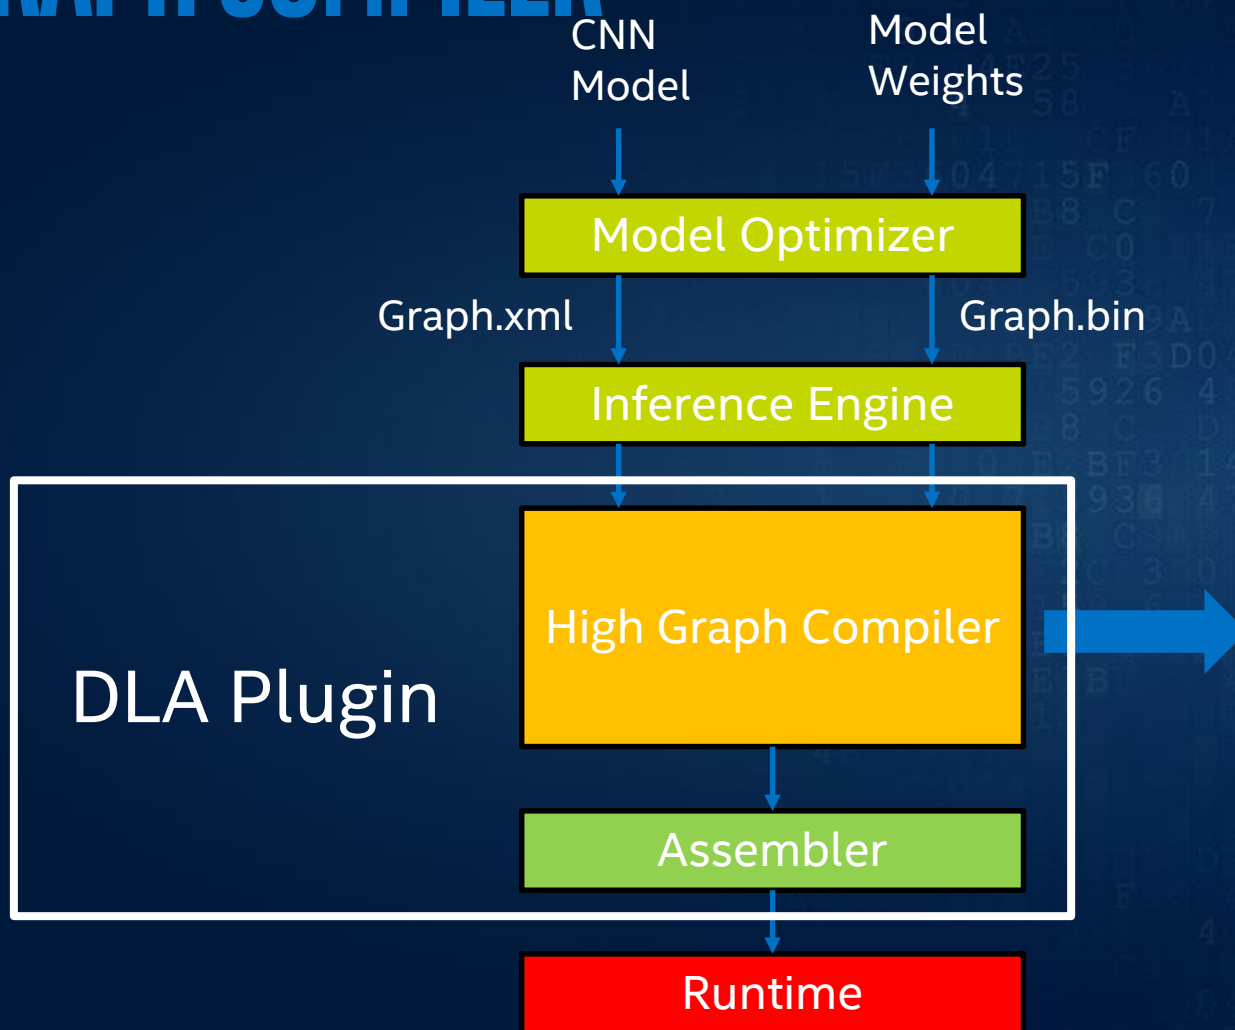 CNN
Model
Model
Weights
Model Optimizer
Graph.xml
Graph.bin
Inference Engine
High Graph Compiler
DLA Plugin
Assembler
Runtime